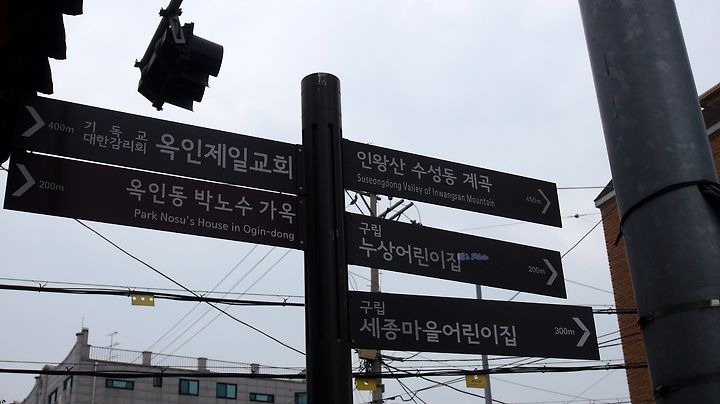 400m 기독교
대한감리회 옥인제일교회
200m 옥인동 박노수 가옥
Park Nosu's House in Ogin-dong
인왕산 수성동 계곡
Suseongdong Valley of Inwangsan Mountain
450m
구립
누상어린이집
200m
구립
세종마을어린이집
300m